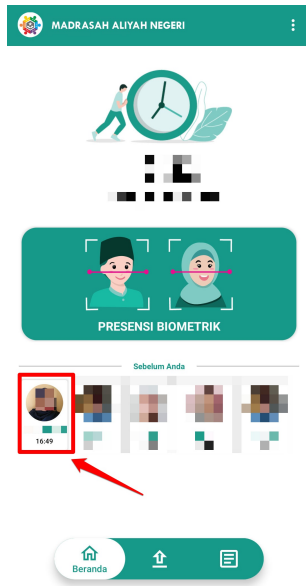 MADRASAH ALIYAH NEGERI
PRESENSI BIOMETRIK
Sebelum Anda
16:49
Beranda